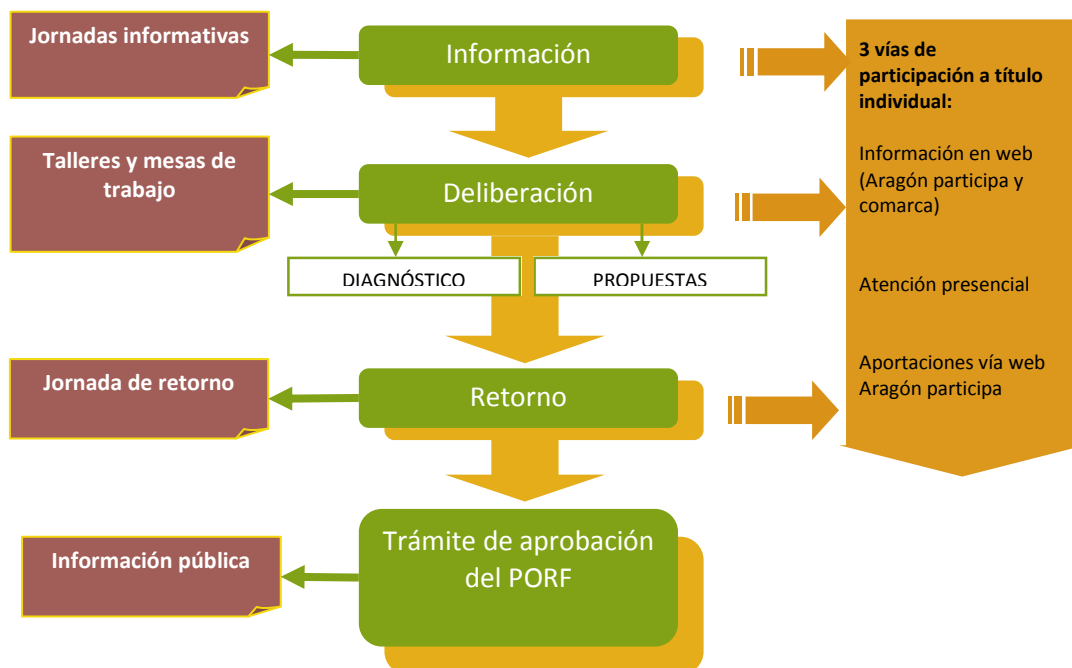 Jornadas informativas
Información
3 vías de
participación a título
individual:
Información en web
(Aragón participa y
comarca)
Atención presencial
Aportaciones vía web
Aragón participa
Talleres y mesas de
trabajo
Deliberación
DIAGNÓSTICO
PROPUESTAS
Jornada de retorno
Retorno
Información pública
Trámite de aprobación
del PORF